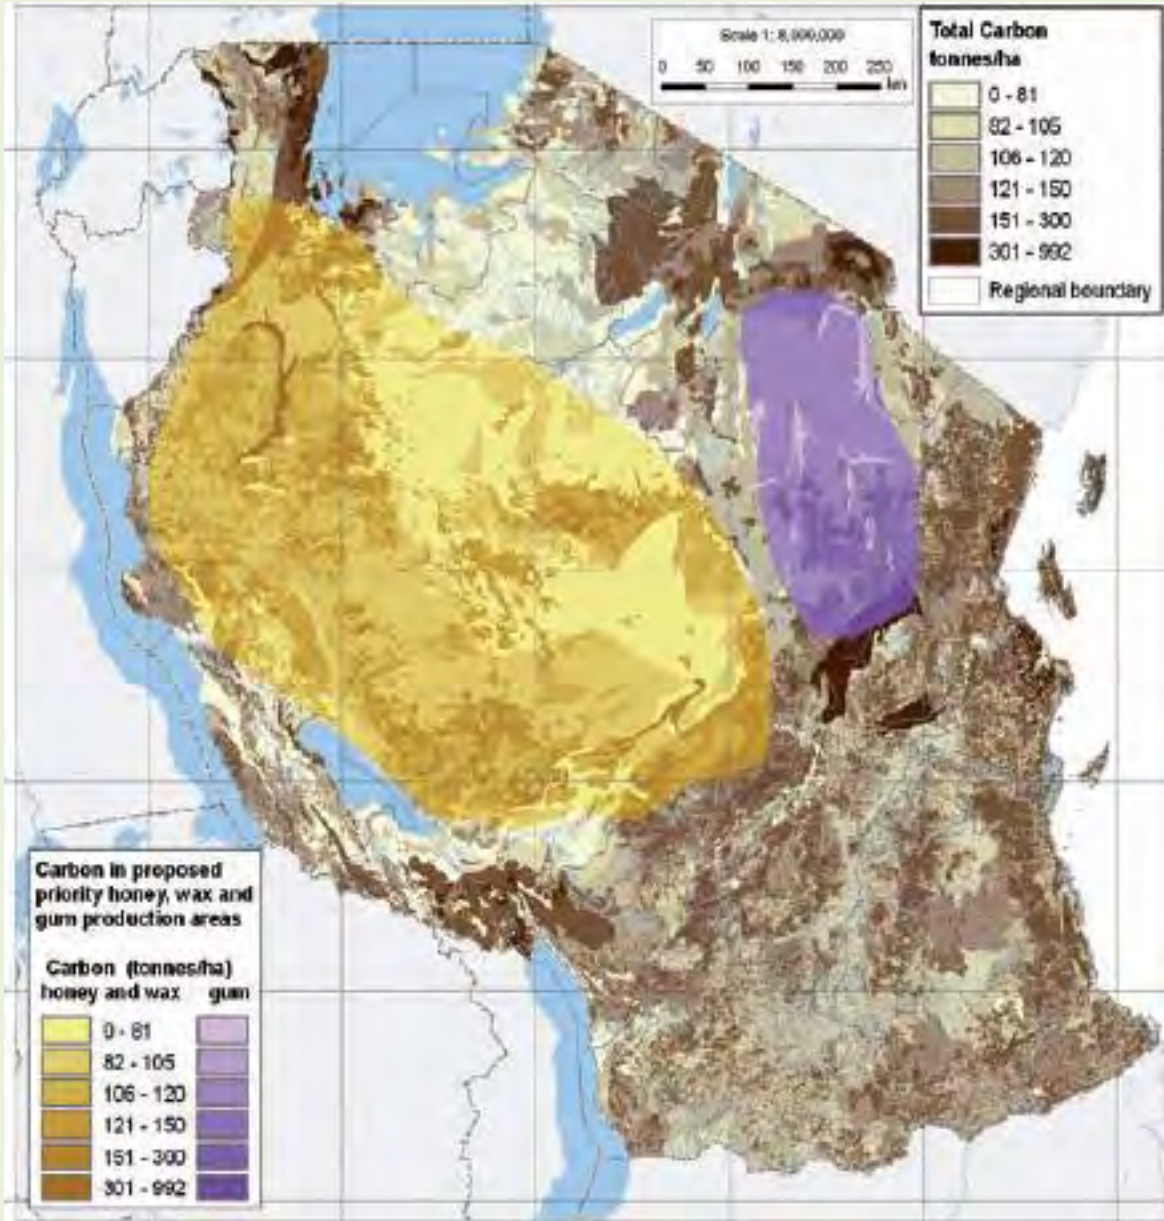 Scale 1: 8,000,000
0 50 100 150 200 250
km
Total Carbon
tonnes/ha
0 - 81
82 - 105
106 - 120
121 - 150
151 - 300
301 - 992
Regional boundary
Carbon in proposed
priority honey, wax and
gum production areas
Carbon (tonnes/ha)
honey and wax gum
0 - 81
82 - 105
106 - 120
121 - 150
151 - 300
301 - 992